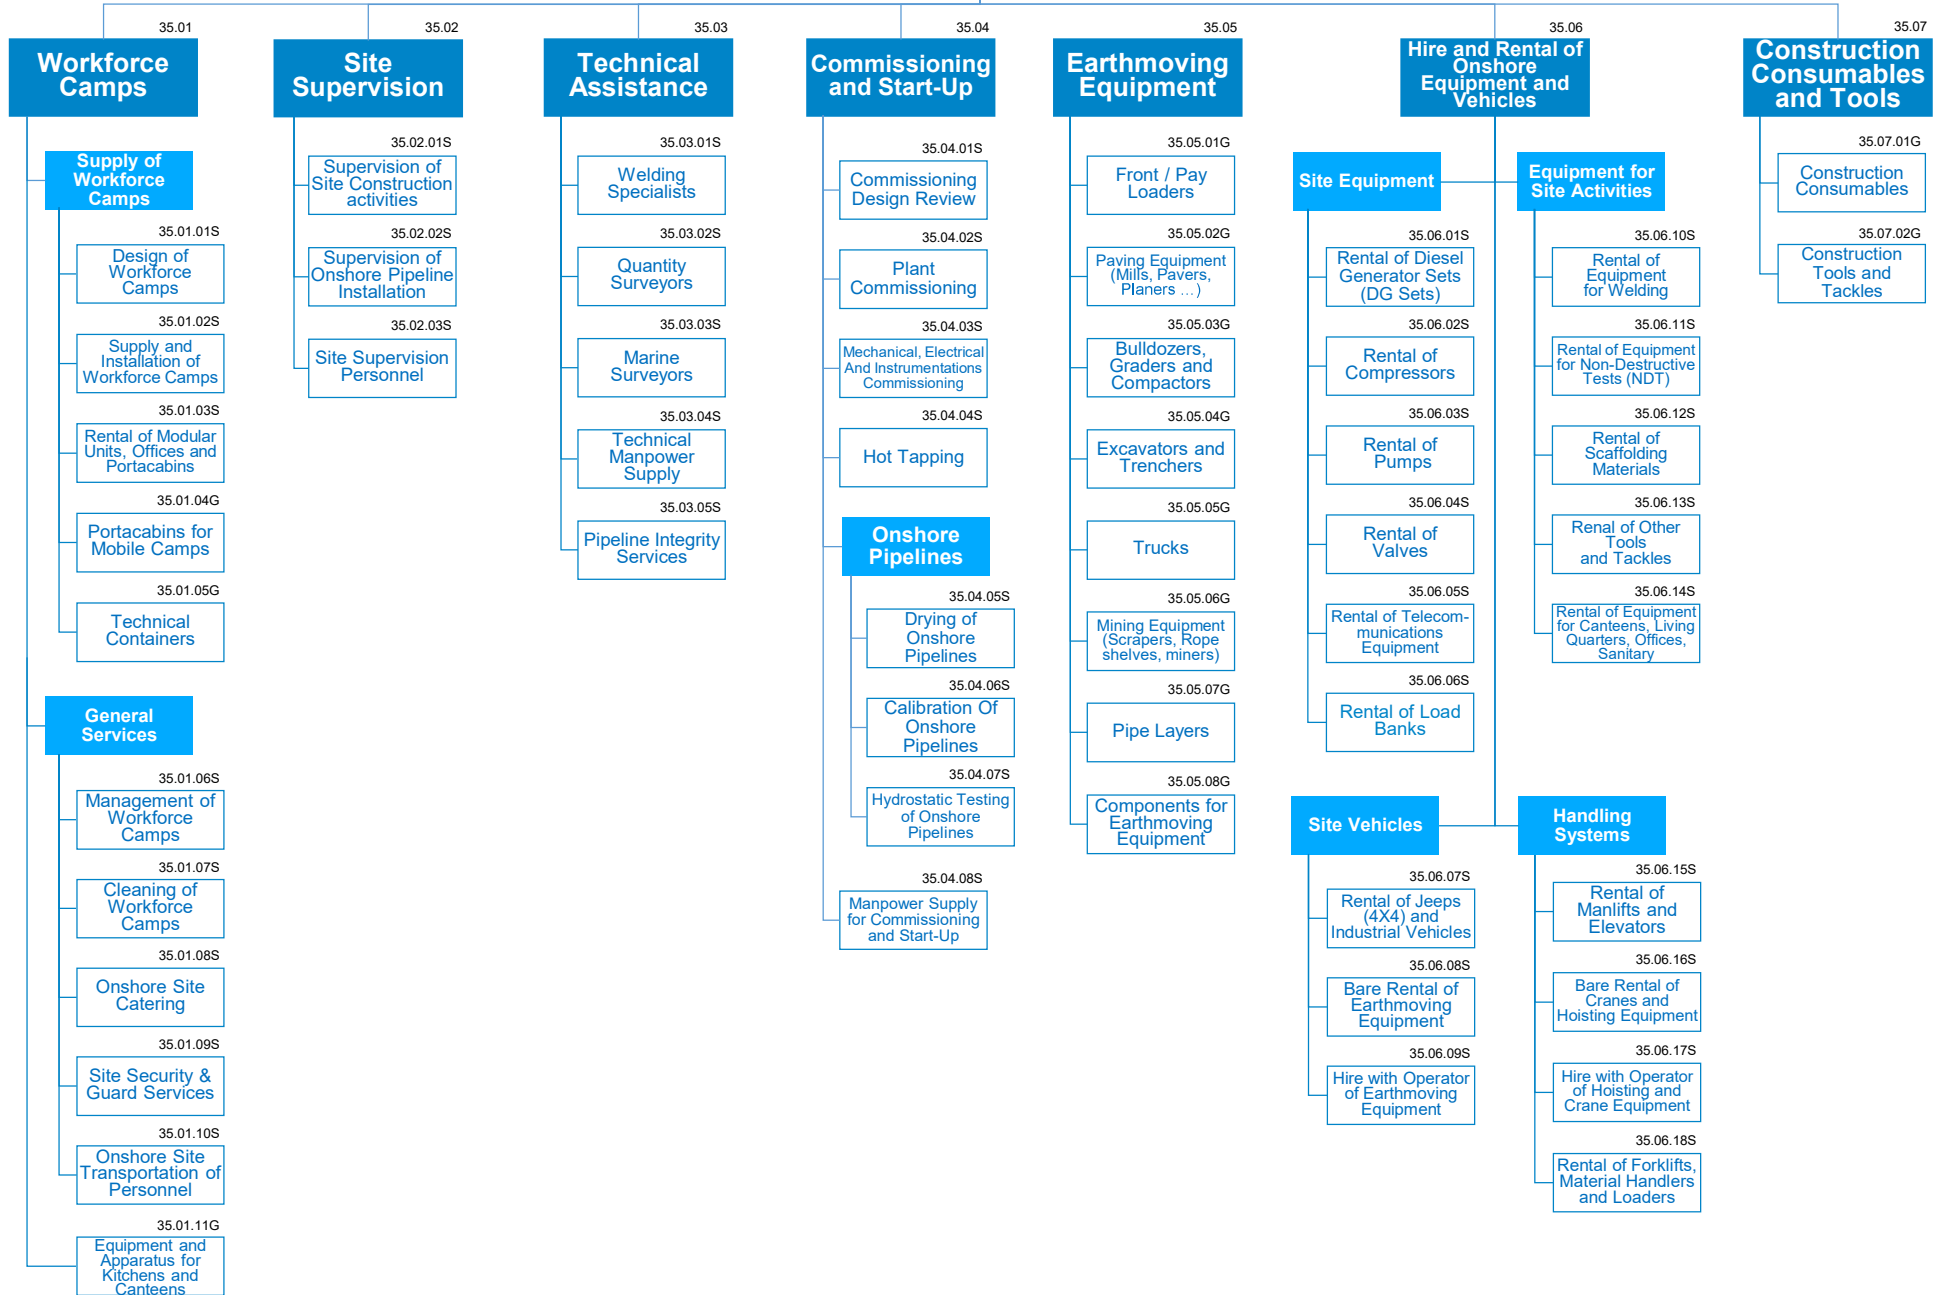 35.01
Workforce
Camps
Supply of
Workforce
Camps
35.01.01S
Design of
Workforce
Camps
35.01.02S
Supply and
Installation of
Workforce Camps
35.01.03S
Rental of Modular
Units, Offices and
Portacabins
35.01.04G
Portacabins for
Mobile Camps
35.01.05G
Technical
Containers
General
Services
35.01.06S
Management of
Workforce
Camps
35.01.07S
Cleaning of
Workforce
Camps
35.01.08S
Onshore Site
Catering
35.01.09S
Site Security &
Guard Services
35.01.10S
Onshore Site
Transportation of
Personnel
35.01.11G
Equipment and
Apparatus for
Kitchens and
Canteens
35.02
Site
Supervision
35.02.01S
Supervision of
Site Construction
activities
35.02.02S
Supervision of
Onshore Pipeline
Installation
35.02.03S
Site Supervision
Personnel
35.03
Technical
Assistance
35.03.01S
Welding
Specialists
35.03.02S
Quantity
Surveyors
35.03.03S
Marine
Surveyors
35.03.04S
Technical
Manpower
Supply
35.03.05S
Pipeline Integrity
Services
35.04
Commissioning
and Start-Up
35.04.01S
Commissioning
Design Review
35.04.02S
Plant
Commissioning
35.04.03S
Mechanical, Electrical
And Instrumentations
Commissioning
35.04.04S
Hot Tapping
Onshore
Pipelines
35.04.05S
Drying of
Onshore
Pipelines
35.04.06S
Calibration Of
Onshore
Pipelines
35.04.07S
Hydrostatic Testing
of Onshore
Pipelines
35.04.08S
Manpower Supply
for Commissioning
and Start-Up
35.05
Earthmoving
Equipment
35.05.01G
Front / Pay
Loaders
35.05.02G
Paving Equipment
(Mills, Pavers,
Planers …)
35.05.03G
Bulldozers,
Graders and
Compactors
35.05.04G
Excavators and
Trenchers
35.05.05G
Trucks
35.05.06G
Mining Equipment
(Scrapers, Rope
shelves, miners)
35.05.07G
Pipe Layers
35.05.08G
Components for
Earthmoving
Equipment
35.06
Hire and Rental of
Onshore
Equipment and
Vehicles
Site Equipment
35.06.01S
Rental of Diesel
Generator Sets
(DG Sets)
35.06.02S
Rental of
Compressors
35.06.03S
Rental of
Pumps
35.06.04S
Rental of
Valves
35.06.05S
Rental of Telecom-
munications
Equipment
35.06.06S
Rental of Load
Banks
Site Vehicles
35.06.07S
Rental of Jeeps
(4X4) and
Industrial Vehicles
35.06.08S
Bare Rental of
Earthmoving
Equipment
35.06.09S
Hire with Operator
of Earthmoving
Equipment
Equipment for
Site Activities
35.06.10S
Rental of
Equipment
for Welding
35.06.11S
Rental of Equipment
for Non-Destructive
Tests (NDT)
35.06.12S
Rental of
Scaffolding
Materials
35.06.13S
Renal of Other
Tools
and Tackles
35.06.14S
Rental of Equipment
for Canteens, Living
Quarters, Offices,
Sanitary
Handling
Systems
35.06.15S
Rental of
Manlifts and
Elevators
35.06.16S
Bare Rental of
Cranes and
Hoisting Equipment
35.06.17S
Hire with Operator
of Hoisting and
Crane Equipment
35.06.18S
Rental of Forklifts,
Material Handlers
and Loaders
35.07
Construction
Consumables
and Tools
35.07.01G
Construction
Consumables
35.07.02G
Construction
Tools and
Tackles